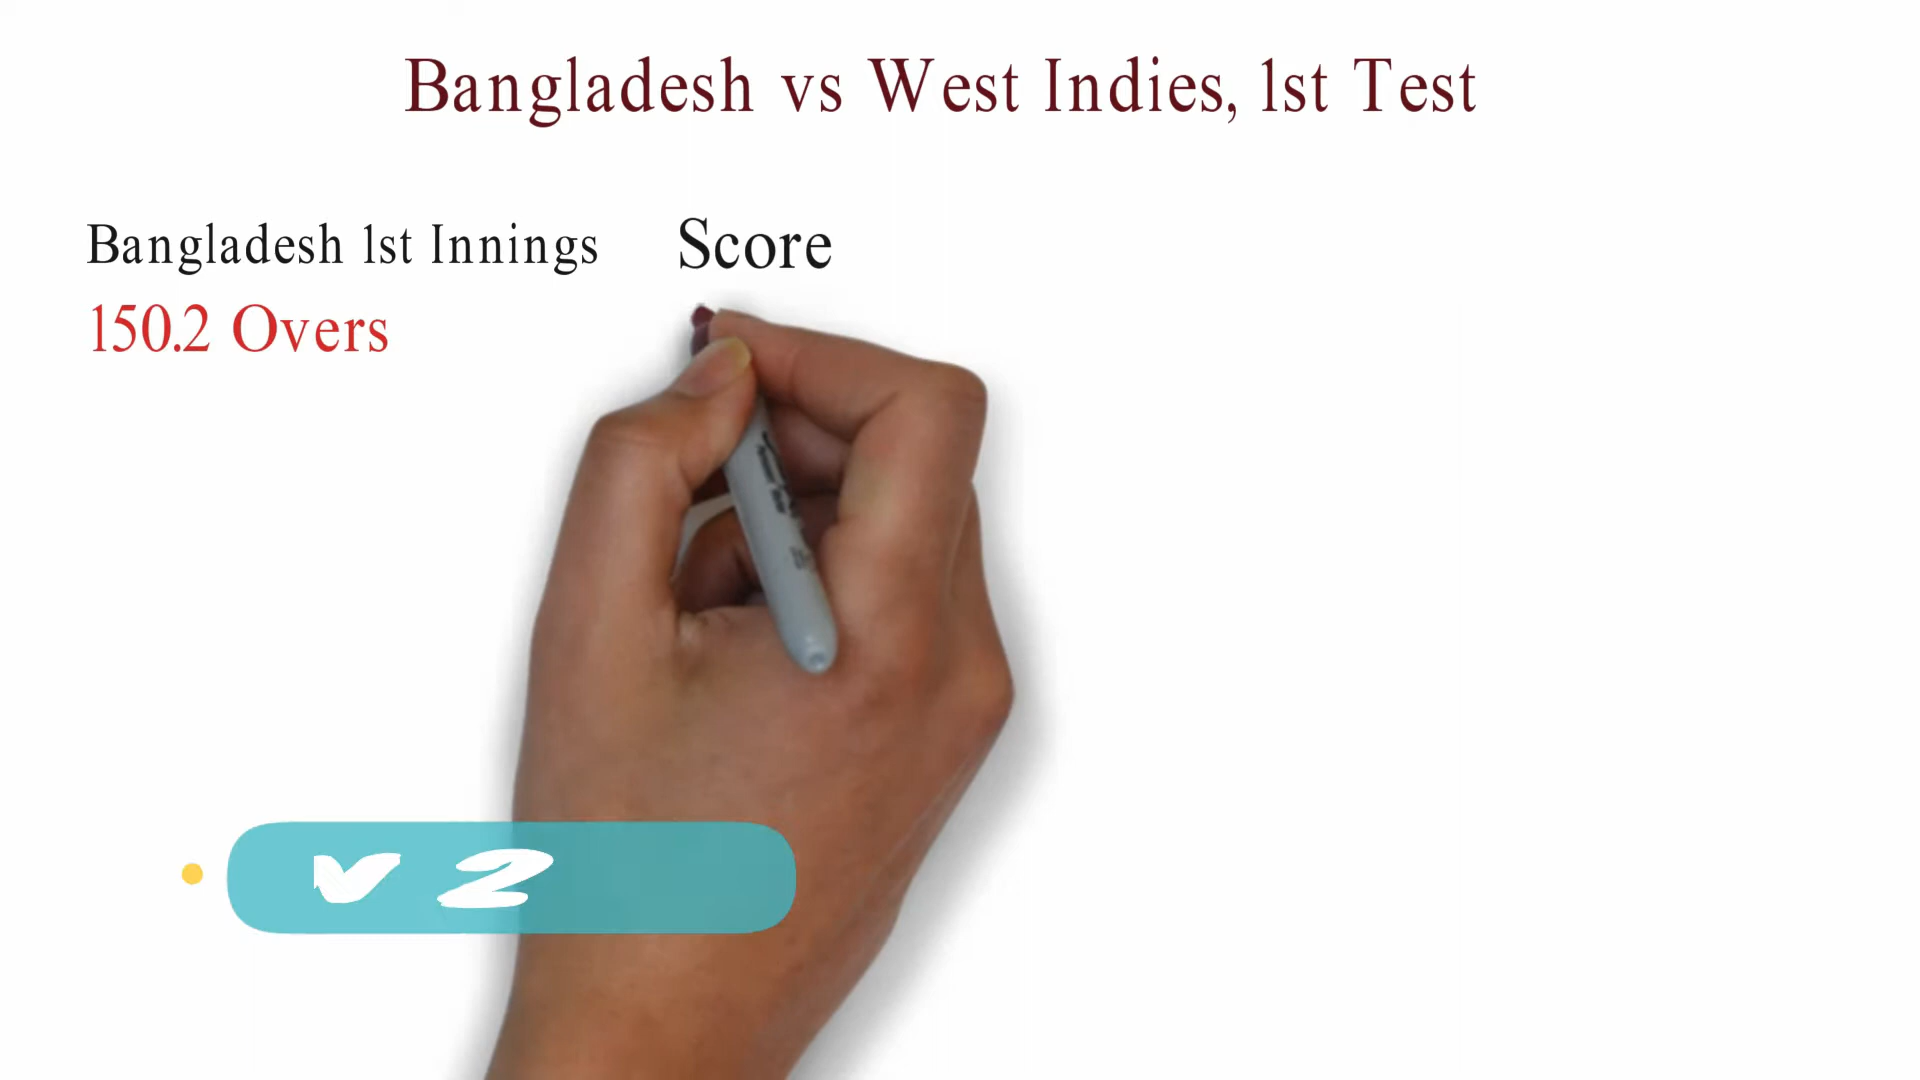 Bangladesh vs West Indies, 1st Test
Bangladesh 1st Innings Score
150.2 Overs
V 2